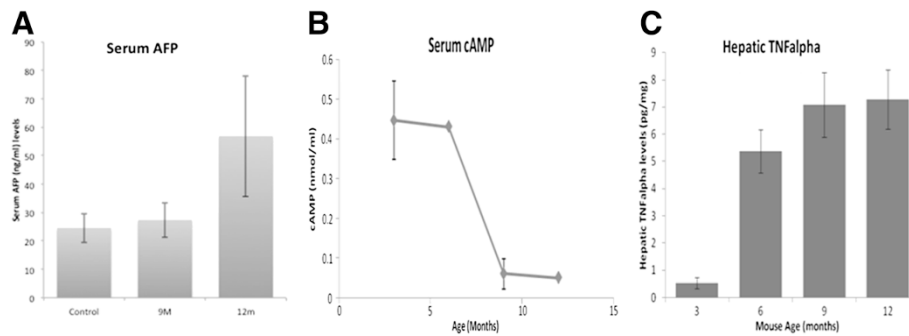 A
Serum AFP
Serum AFP (ng/ml) levels
90
80
70
60
50
40
30
20
10
0
Control
9M
12m
B
Serum cAMP
cAMP (nmol/ml)
0.6
0.5
0.4
0.3
0.2
0.1
0
0
5
10
15
Age (Months)
C
Hepatic TNFalpha
Hepatic TNFalpha levels (pg/mg)
9
8
7
6
5
4
3
2
1
0
3
6
9
12
Mouse Age (months)